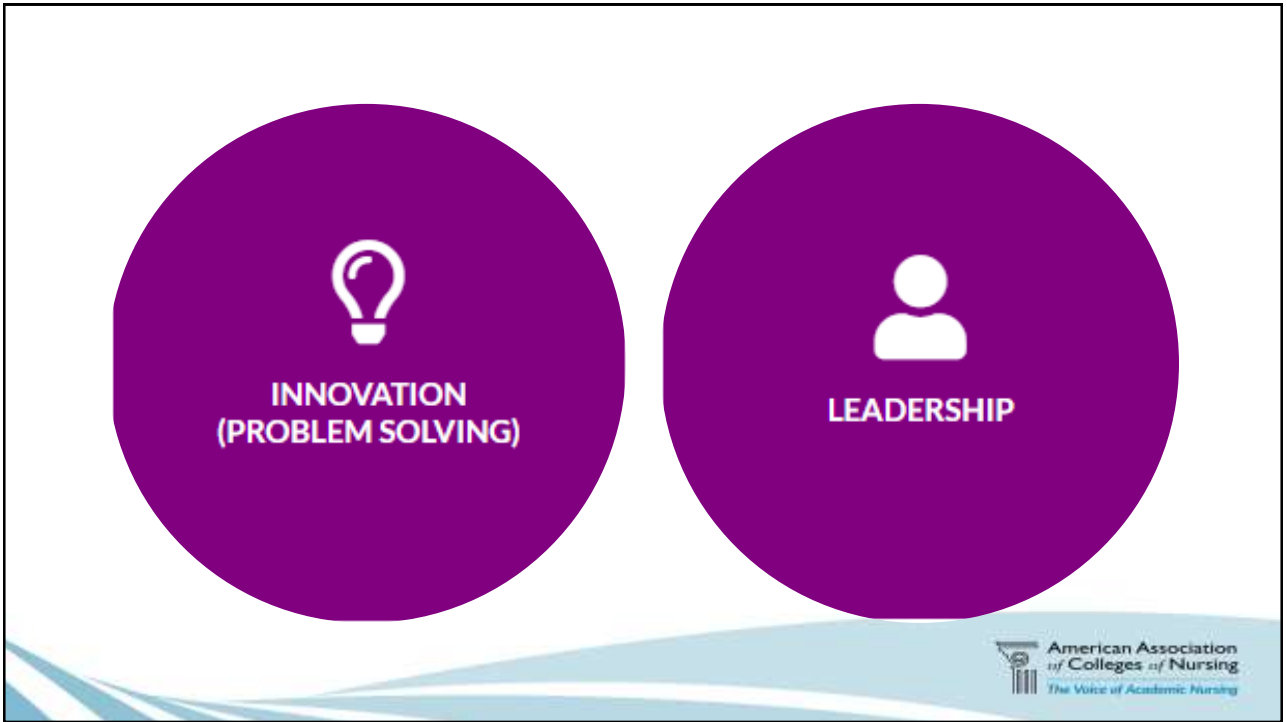 INNOVATION
(PROBLEM SOLVING)
LEADERSHIP
American Association
of Colleges of Nursing
The Voice of Academic Nursing